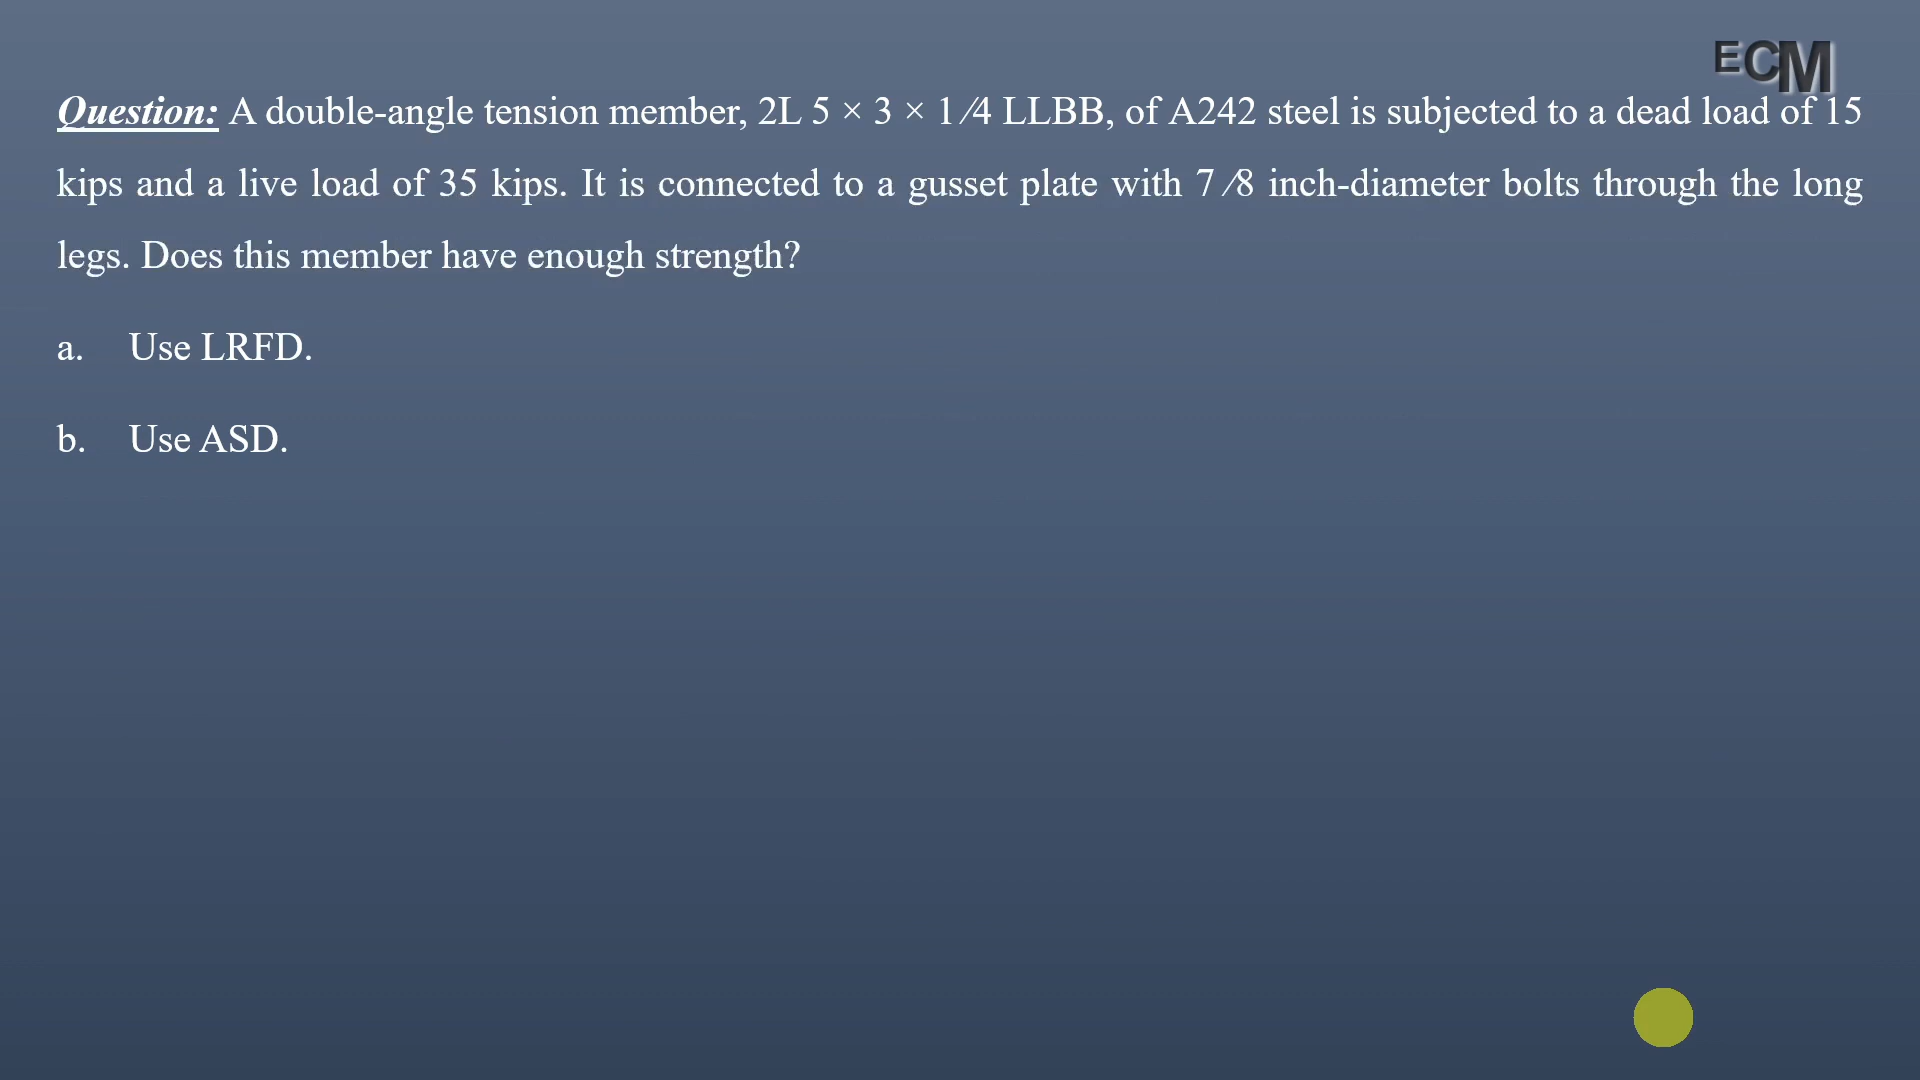 ECM
Question: A double-angle tension member, 2L 5 × 3 × 1 ⁄4 LLBB, of A242 steel is subjected to a dead load of 15
kips and a live load of 35 kips. It is connected to a gusset plate with 7 ⁄8 inch-diameter bolts through the long
legs. Does this member have enough strength?
a. Use LRFD.
b. Use ASD.